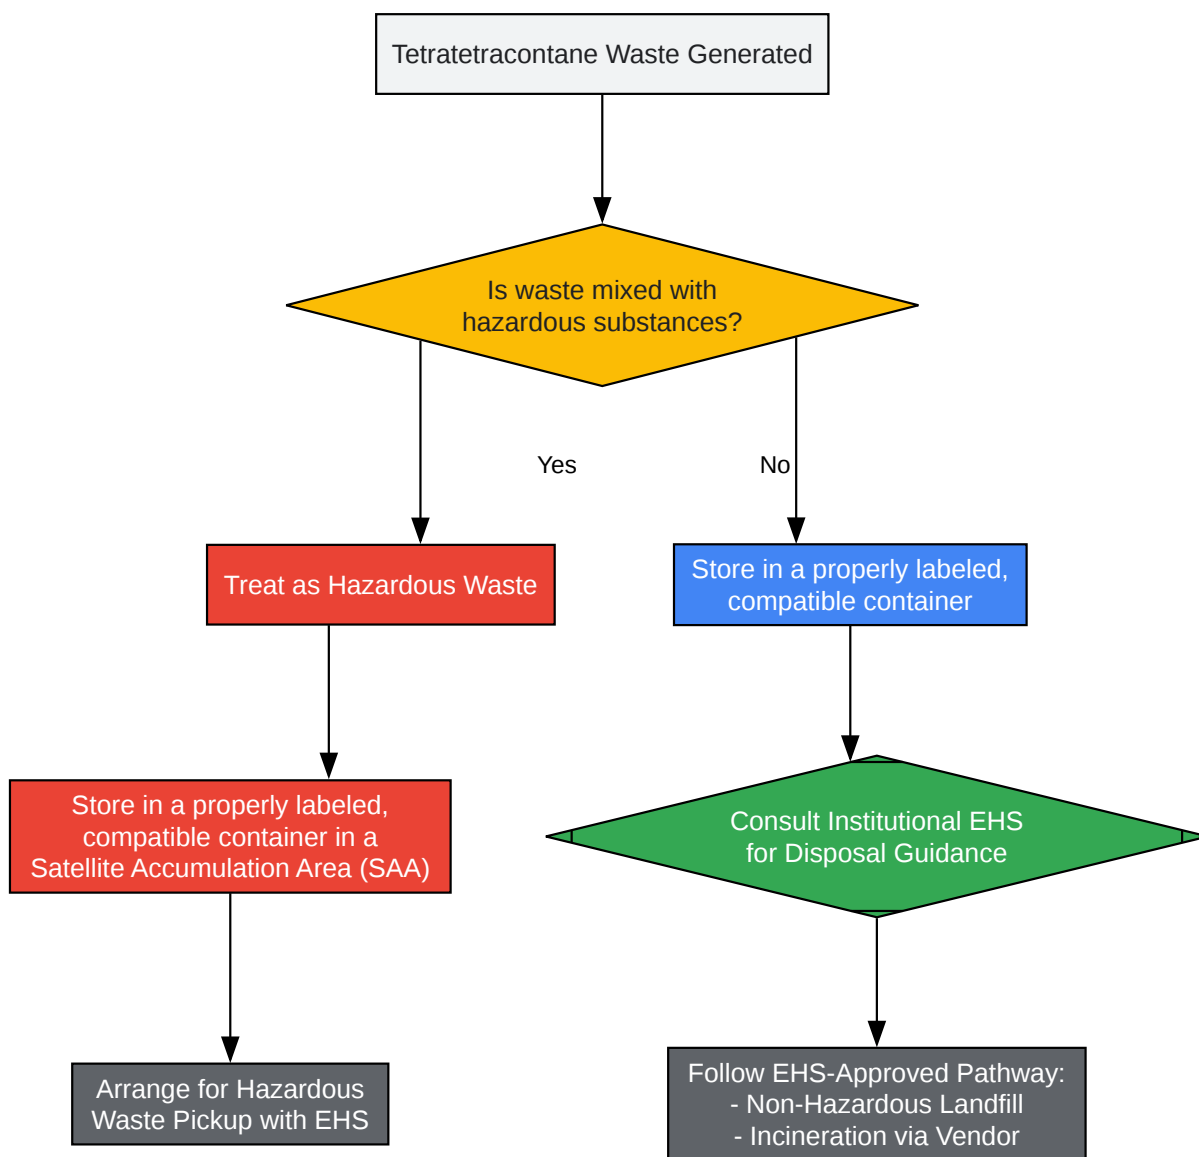 Tetratetracontane Waste Generated
Is waste mixed with
hazardous substances?
Yes
No
Treat as Hazardous Waste
Store in a properly labeled,
compatible container
Store in a properly labeled,
compatible container in a
Satellite Accumulation Area (SAA)
Consult Institutional EHS
for Disposal Guidance
Arrange for Hazardous
Waste Pickup with EHS
Follow EHS-Approved Pathway:
- Non-Hazardous Landfill
- Incineration via Vendor